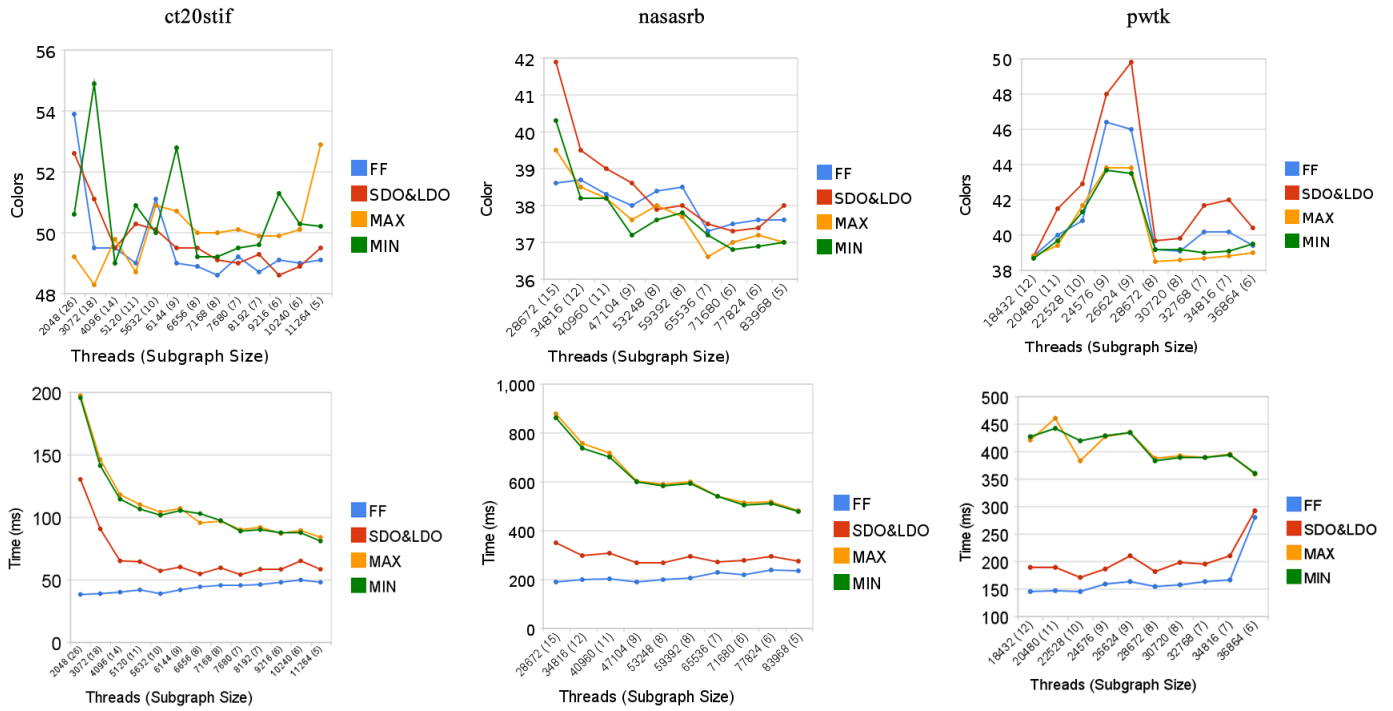 ct20stif
nasasrb
pwtk
56
54
52
50
48
Colors
2048 (26)
3072 (18)
4096 (14)
5120 (11)
5632 (10)
6144 (9)
6656 (8)
7168 (8)
7680 (7)
8192 (7)
9216 (6)
10240 (6)
11264 (5)
Threads (Subgraph Size)
FF
SDO&LDO
MAX
MIN
42
41
40
39
38
37
36
Color
28672 (15)
34816 (12)
40960 (11)
47104 (9)
53248 (8)
59392 (8)
65536 (7)
71680 (6)
77824 (6)
83968 (5)
Threads (Subgraph Size)
FF
SDO&LDO
MAX
MIN
50
48
46
44
42
40
38
Colors
18432 (12)
20480 (11)
22528 (10)
24576 (9)
26624 (9)
28672 (8)
30720 (8)
32768 (7)
34816 (7)
36864 (6)
Threads (Subgraph Size)
FF
SDO&LDO
MAX
MIN
200
150
100
50
0
Time (ms)
2048 (26)
3072 (18)
4096 (14)
5120 (11)
5632 (10)
6144 (9)
6656 (8)
7168 (8)
7680 (7)
8192 (7)
9216 (6)
10240 (6)
11264 (5)
Threads (Subgraph Size)
FF
SDO&LDO
MAX
MIN
1,000
800
600
400
200
0
Time (ms)
28672 (15)
34816 (12)
40960 (11)
47104 (9)
53248 (8)
59392 (8)
65536 (7)
71680 (6)
77824 (6)
83968 (5)
Threads (Subgraph Size)
FF
SDO&LDO
MAX
MIN
500
450
400
350
300
250
200
150
100
Time (ms)
18432 (12)
20480 (11)
22528 (10)
24576 (9)
26624 (9)
28672 (8)
30720 (8)
32768 (7)
34816 (7)
36864 (6)
Threads (Subgraph Size)
FF
SDO&LDO
MAX
MIN